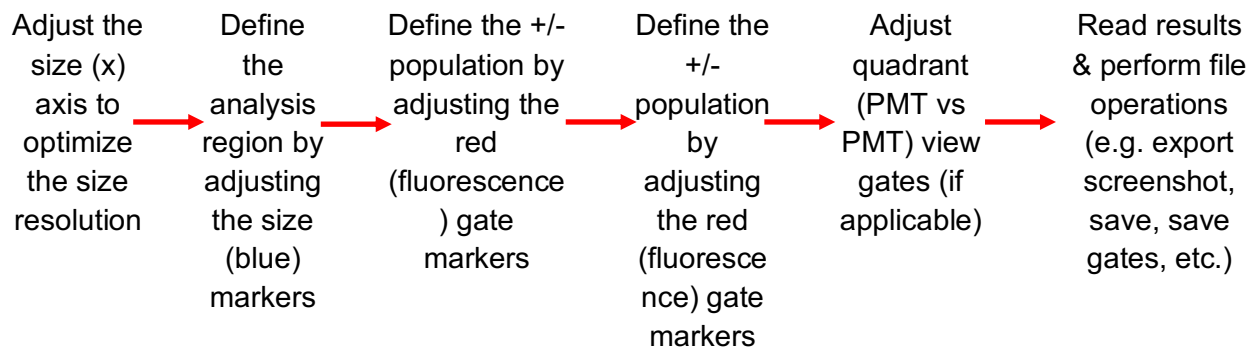 Adjust the
size (x)
axis to
optimize
the size
resolution
Define
the
analysis
region by
adjusting
the size
(blue)
markers
Define the +/-
population by
adjusting the
red
(fluorescence
) gate
markers
Define the
+/-
population
by
adjusting
the red
(fluoresce
nce) gate
markers
Adjust
quadrant
(PMT vs
PMT) view
gates (if
applicable)
Read results
& perform file
operations
(e.g. export
screenshot,
save, save
gates, etc.)